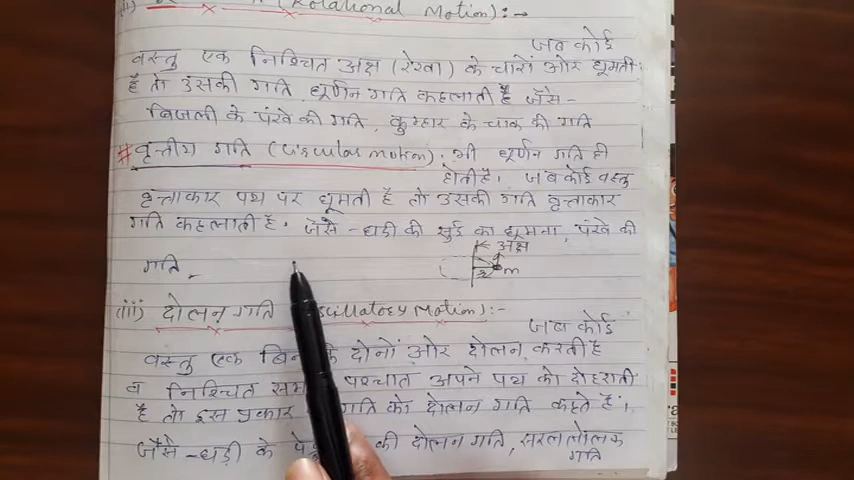 (Rotational Motion) :-
जब कोई
वस्तु एक निश्चित अक्ष (रेखा) के चारों ओर घूमती
है तो उसकी गति घूर्णन गति कहलाती है जैसे-
बिजली के पंखे की गति, कुम्हार के चाक की गति
# वृत्तीय गति (Circular motion): भी घूर्णन गति ही
होती है, जब कोई वस्तु
वृत्ताकार पथ पर घूमती है तो उसकी गति वृत्ताकार
गति कहलाती है, जैसे - घड़ी की सुई का घूमना, पंखे की
अक्ष
गति
m
(iii) दोलन गति scillatory Motion):-
जब कोई
वस्तु एक दोनों ओर दोलन करती है
व निश्चित पश्चात अपने पथ को दोहराती
है तो इस प्रकार गति को दोलन गति कहते हैं,
जैसे - घड़ी के की दोलन गति, सरल लोलक
गति